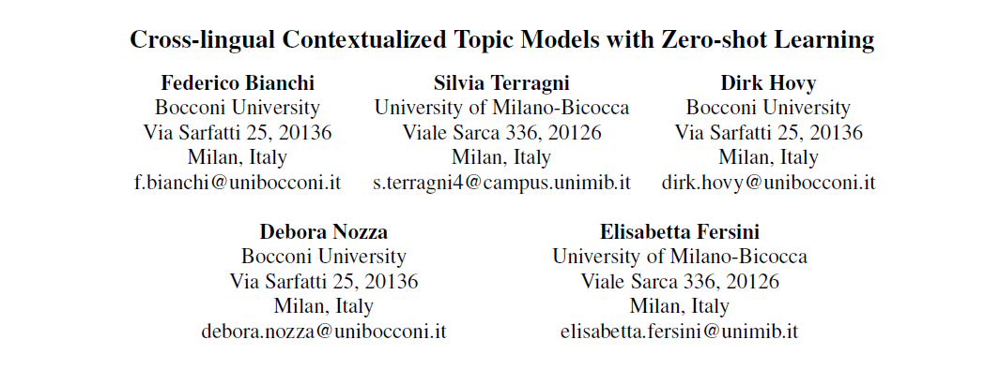 Cross-lingual Contextualized Topic Models with Zero-shot Learning
Federico Bianchi
Bocconi University
Via Sarfatti 25, 20136
Milan, Italy
f.bianchi@unibocconi.it
Silvia Terragni
University of Milano-Bicocca
Viale Sarca 336, 20126
Milan, Italy
s.terragni4@campus.unimib.it
Dirk Hovy
Bocconi University
Via Sarfatti 25, 20136
Milan, Italy
dirk.hovy@unibocconi.it
Debora Nozza
Bocconi University
Via Sarfatti 25, 20136
Milan, Italy
debora.nozza@unibocconi.it
Elisabetta Fersini
University of Milano-Bicocca
Viale Sarca 336, 20126
Milan, Italy
elisabetta.fersini@unimib.it